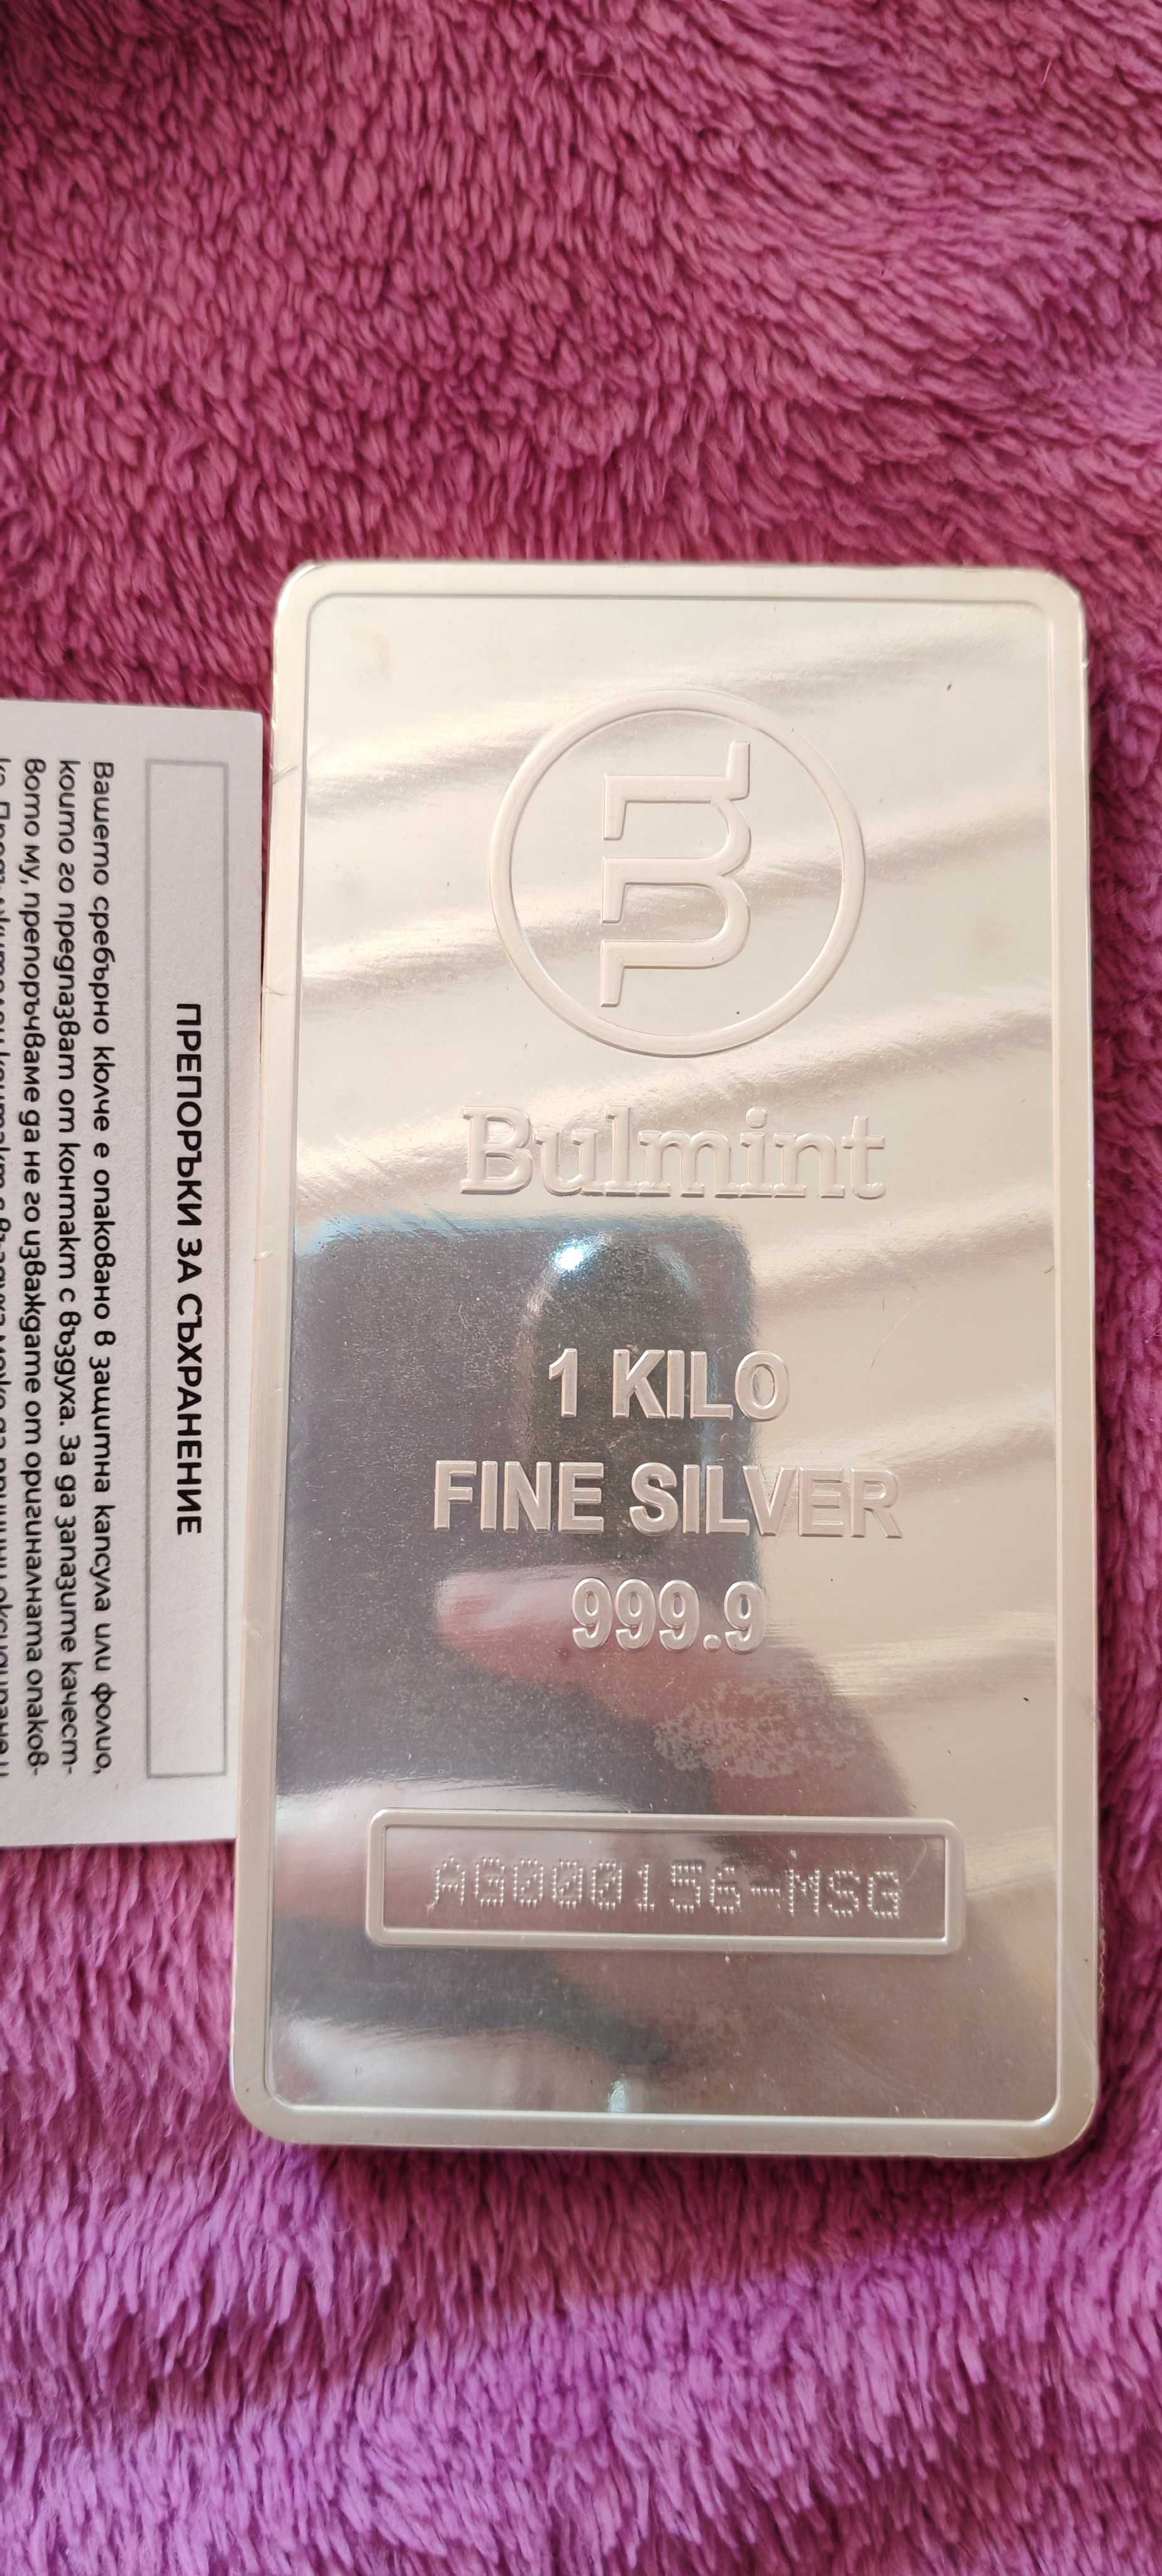 Bulmint
1 KILO
FINE SILVER
999.9
AG000156-MSG
ПРЕПОРЪКИ ЗА СЪХРАНЕНИЕ
Вашето сребърно кюлче е опаковано в защитна капсула или фолио,
които го предпазват от контакт с въздуха. За да запазите качест-
вото му, препоръчваме да не го изваждате от оригиналната опаков-